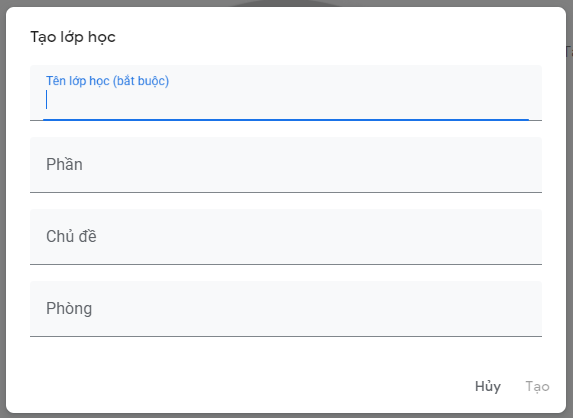 Tạo lớp học
Tên lớp học (bắt buộc)
Phần
Chủ đề
Phòng
Hủy Tạo